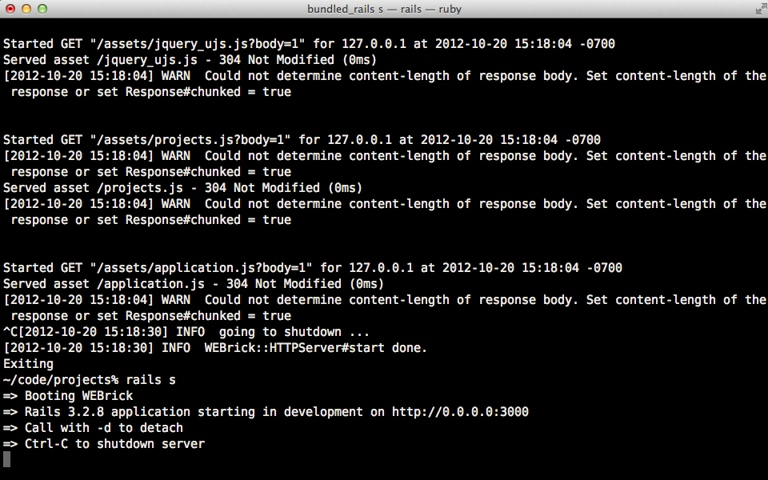 bundled_rails s — rails — ruby
Started GET "/assets/jquery_ujs.js?body=1" for 127.0.0.1 at 2012-10-20 15:18:04 -0700
Served asset /jquery_ujs.js - 304 Not Modified (0ms)
[2012-10-20 15:18:04] WARN  Could not determine content-length of response body. Set content-length of the
 response or set Response#chunked = true
Started GET "/assets/projects.js?body=1" for 127.0.0.1 at 2012-10-20 15:18:04 -0700
[2012-10-20 15:18:04] WARN  Could not determine content-length of response body. Set content-length of the
 response or set Response#chunked = true
Served asset /projects.js - 304 Not Modified (0ms)
[2012-10-20 15:18:04] WARN  Could not determine content-length of response body. Set content-length of the
 response or set Response#chunked = true
Started GET "/assets/application.js?body=1" for 127.0.0.1 at 2012-10-20 15:18:04 -0700
Served asset /application.js - 304 Not Modified (0ms)
[2012-10-20 15:18:04] WARN  Could not determine content-length of response body. Set content-length of the
 response or set Response#chunked = true
^C[2012-10-20 15:18:30] INFO  going to shutdown ...
[2012-10-20 15:18:30] INFO  WEBrick::HTTPServer#start done.
Exiting
~/code/projects% rails s
=> Booting WEBrick
=> Rails 3.2.8 application starting in development on http://0.0.0.0:3000
=> Call with -d to detach
=> Ctrl-C to shutdown server